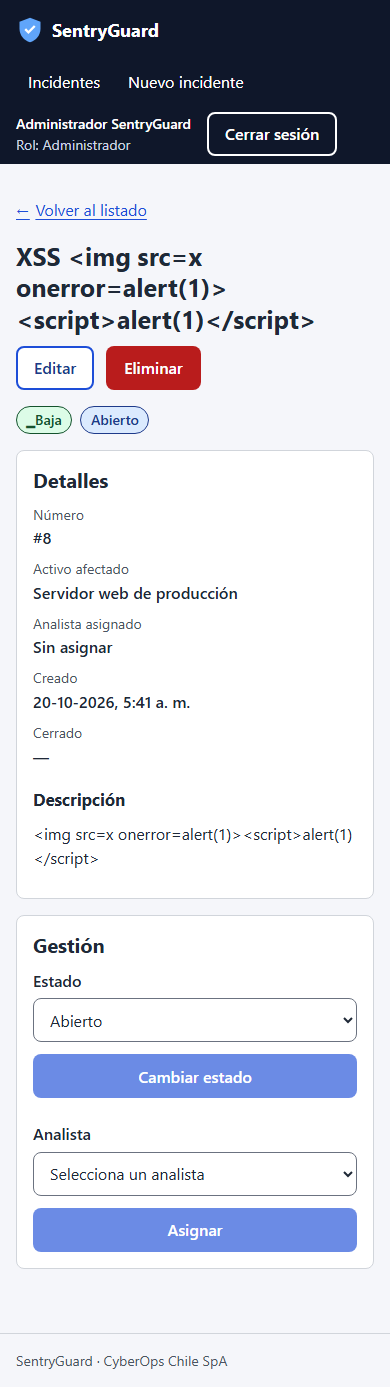 SentryGuard
Incidentes Nuevo incidente
Administrador SentryGuard
Rol: Administrador
Cerrar sesión
← Volver al listado
XSS <img src=x
onerror=alert(1)>
<script>alert(1)</script>
Editar Eliminar
▁Baja Abierto
Detalles
Número
#8
Activo afectado
Servidor web de producción
Analista asignado
Sin asignar
Creado
20-10-2026, 5:41 a. m.
Cerrado
—
Descripción
<img src=x onerror=alert(1)><script>alert(1)
</script>
Gestión
Estado
Abierto
Cambiar estado
Analista
Selecciona un analista
Asignar
SentryGuard · CyberOps Chile SpA